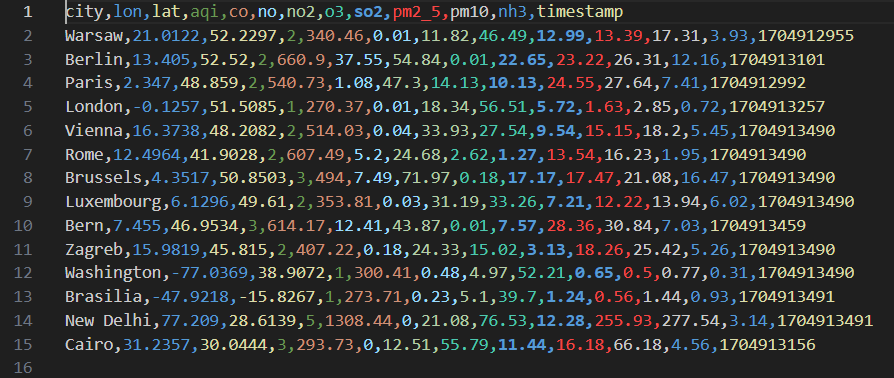 1 city,lon,lat,aqi,co,no,no2,o3,so2,pm2_5,pm10,nh3,timestamp
2 Warsaw,21.0122,52.2297,2,340.46,0.01,11.82,46.49,12.99,13.39,17.31,3.93,1704912955
3 Berlin,13.405,52.52,2,660.9,37.55,54.84,0.01,22.65,23.22,26.31,12.16,1704913101
4 Paris,2.347,48.859,2,540.73,1.08,47.3,14.13,10.13,24.55,27.64,7.41,1704912992
5 London,-0.1257,51.5085,1,270.37,0.01,18.34,56.51,5.72,1.63,2.85,0.72,1704913257
6 Vienna,16.3738,48.2082,2,514.03,0.04,33.93,27.54,9.54,15.15,18.2,5.45,1704913490
7 Rome,12.4964,41.9028,2,607.49,5.2,24.68,2.62,1.27,13.54,16.23,1.95,1704913490
8 Brussels,4.3517,50.8503,3,494,7.49,71.97,0.18,17.17,17.47,21.08,16.47,1704913490
9 Luxembourg,6.1296,49.61,2,353.81,0.03,31.19,33.26,7.21,12.22,13.94,6.02,1704913490
10 Bern,7.455,46.9534,3,614.17,12.41,43.87,0.01,7.57,28.36,30.84,7.03,1704913459
11 Zagreb,15.9819,45.815,2,407.22,0.18,24.33,15.02,3.13,18.26,25.42,5.26,1704913490
12 Washington,-77.0369,38.9072,1,300.41,0.48,4.97,52.21,0.65,0.5,0.77,0.31,1704913490
13 Brasilia,-47.9218,-15.8267,1,273.71,0.23,5.1,39.7,1.24,0.56,1.44,0.93,1704913491
14 New Delhi,77.209,28.6139,5,1308.44,0,21.08,76.53,12.28,255.93,277.54,3.14,1704913491
15 Cairo,31.2357,30.0444,3,293.73,0,12.51,55.79,11.44,16.18,66.18,4.56,1704913156
16